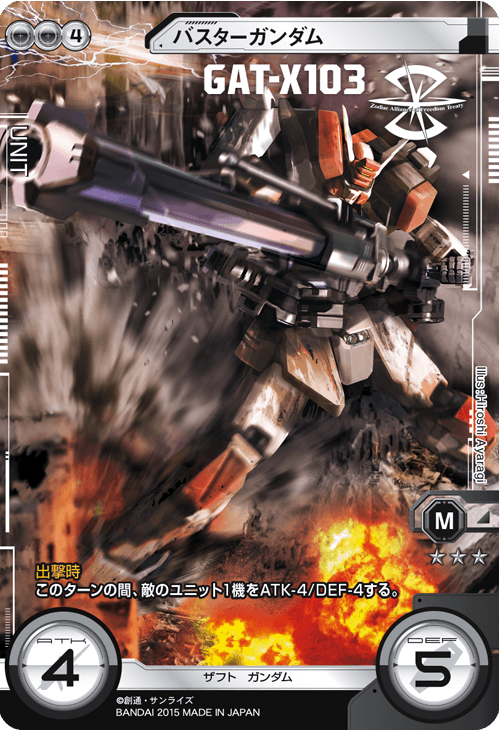 4
バスターガンダム
GAT-X103
Zodiac Alliance of Freedom Treaty
UNIT
Illus:Hiroshi Ayaragi
M
出撃時
このターンの間、敵のユニット1機をATK-4/DEF-4する。
ATK
4
DEF
5
ザフト ガンダム
©創通・サンライズ
BANDAI 2015 MADE IN JAPAN